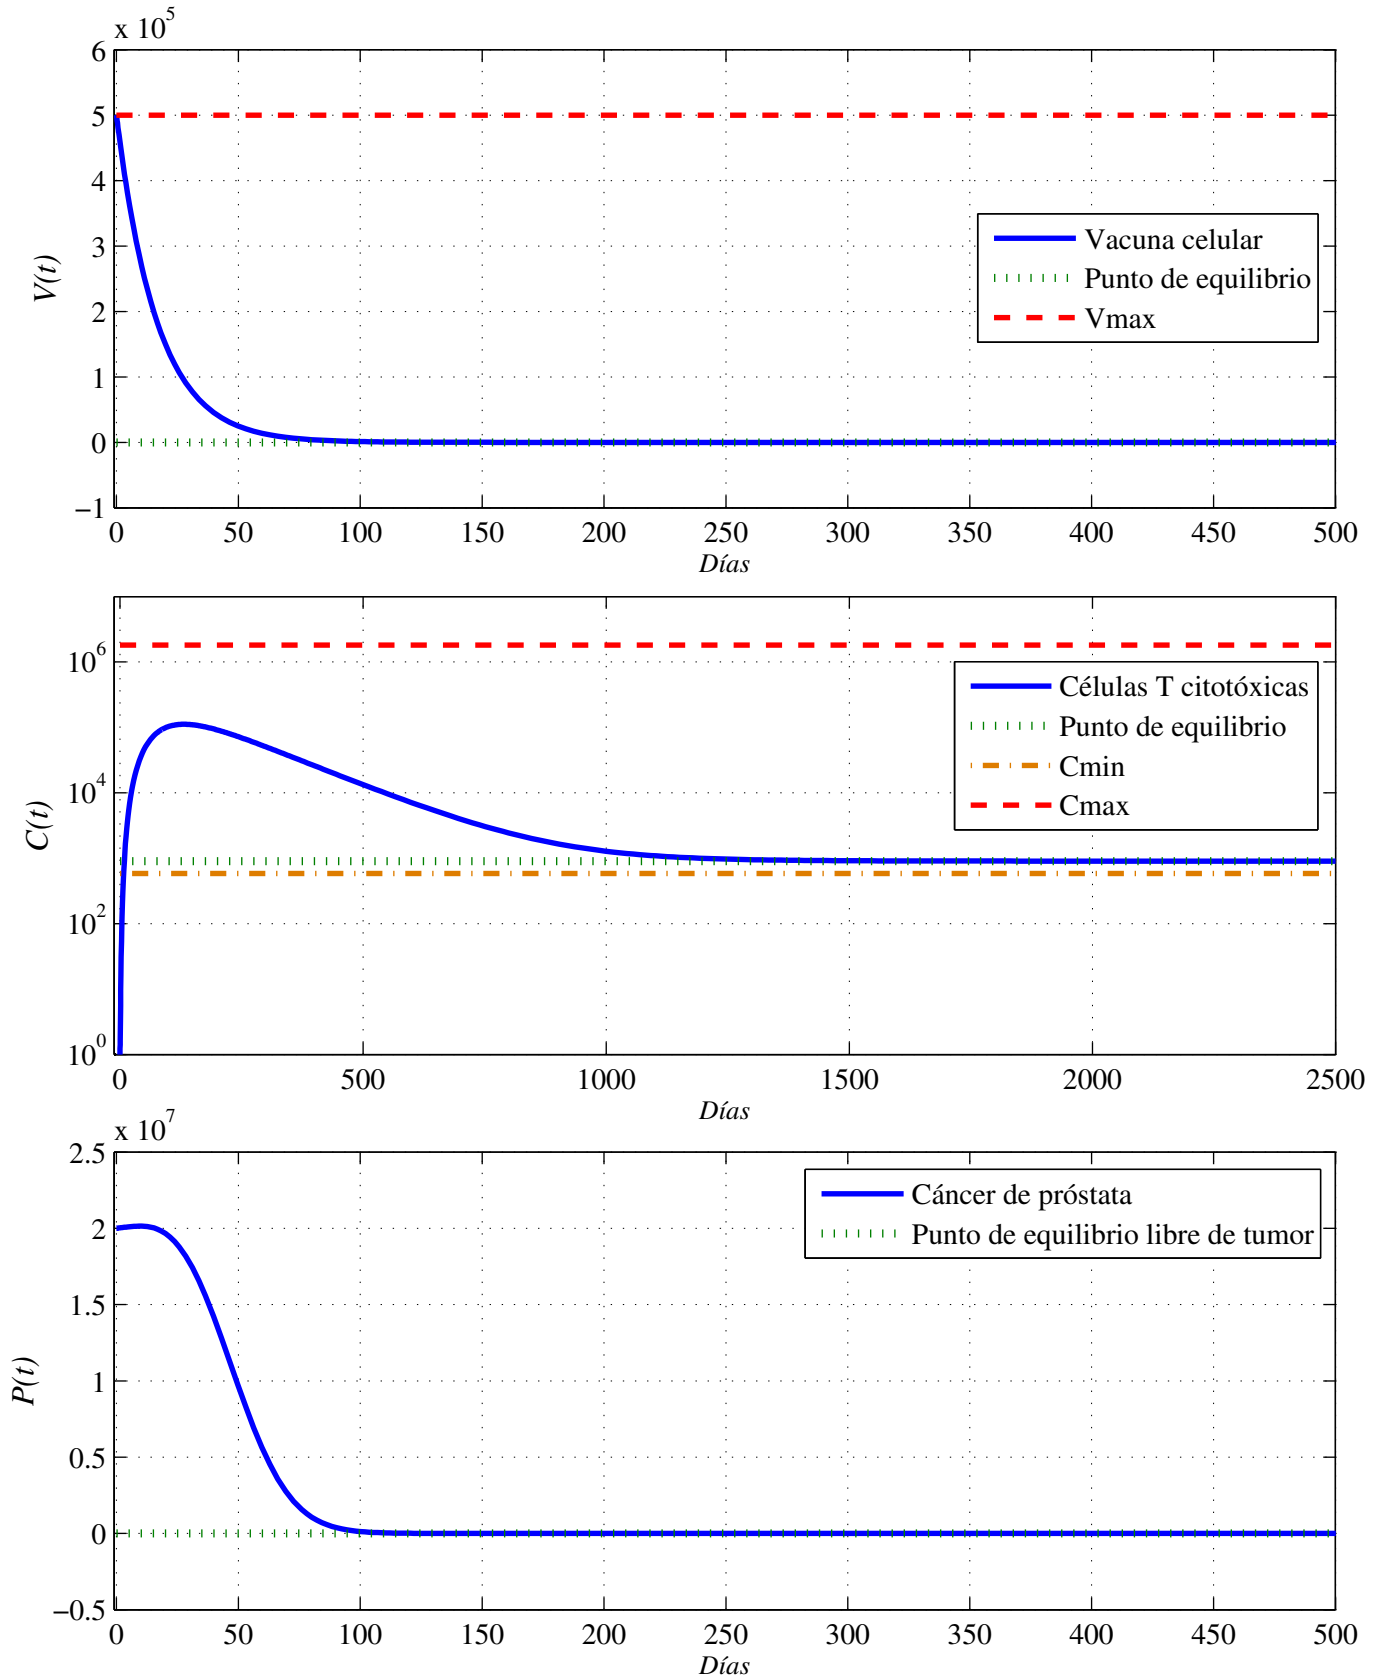 x 10^5
6
5
4
3
2
1
0
−1
V(t)
Vacuna celular
Punto de equilibrio
Vmax
0 50 100 150 200 250 300 350 400 450 500
Días
10^6
10^4
10^2
10^0
C(t)
Células T citotóxicas
Punto de equilibrio
Cmin
Cmax
0 500 1000 1500 2000 2500
Días
x 10^7
2.5
2
1.5
1
0.5
0
−0.5
P(t)
Cáncer de próstata
Punto de equilibrio libre de tumor
0 50 100 150 200 250 300 350 400 450 500
Días